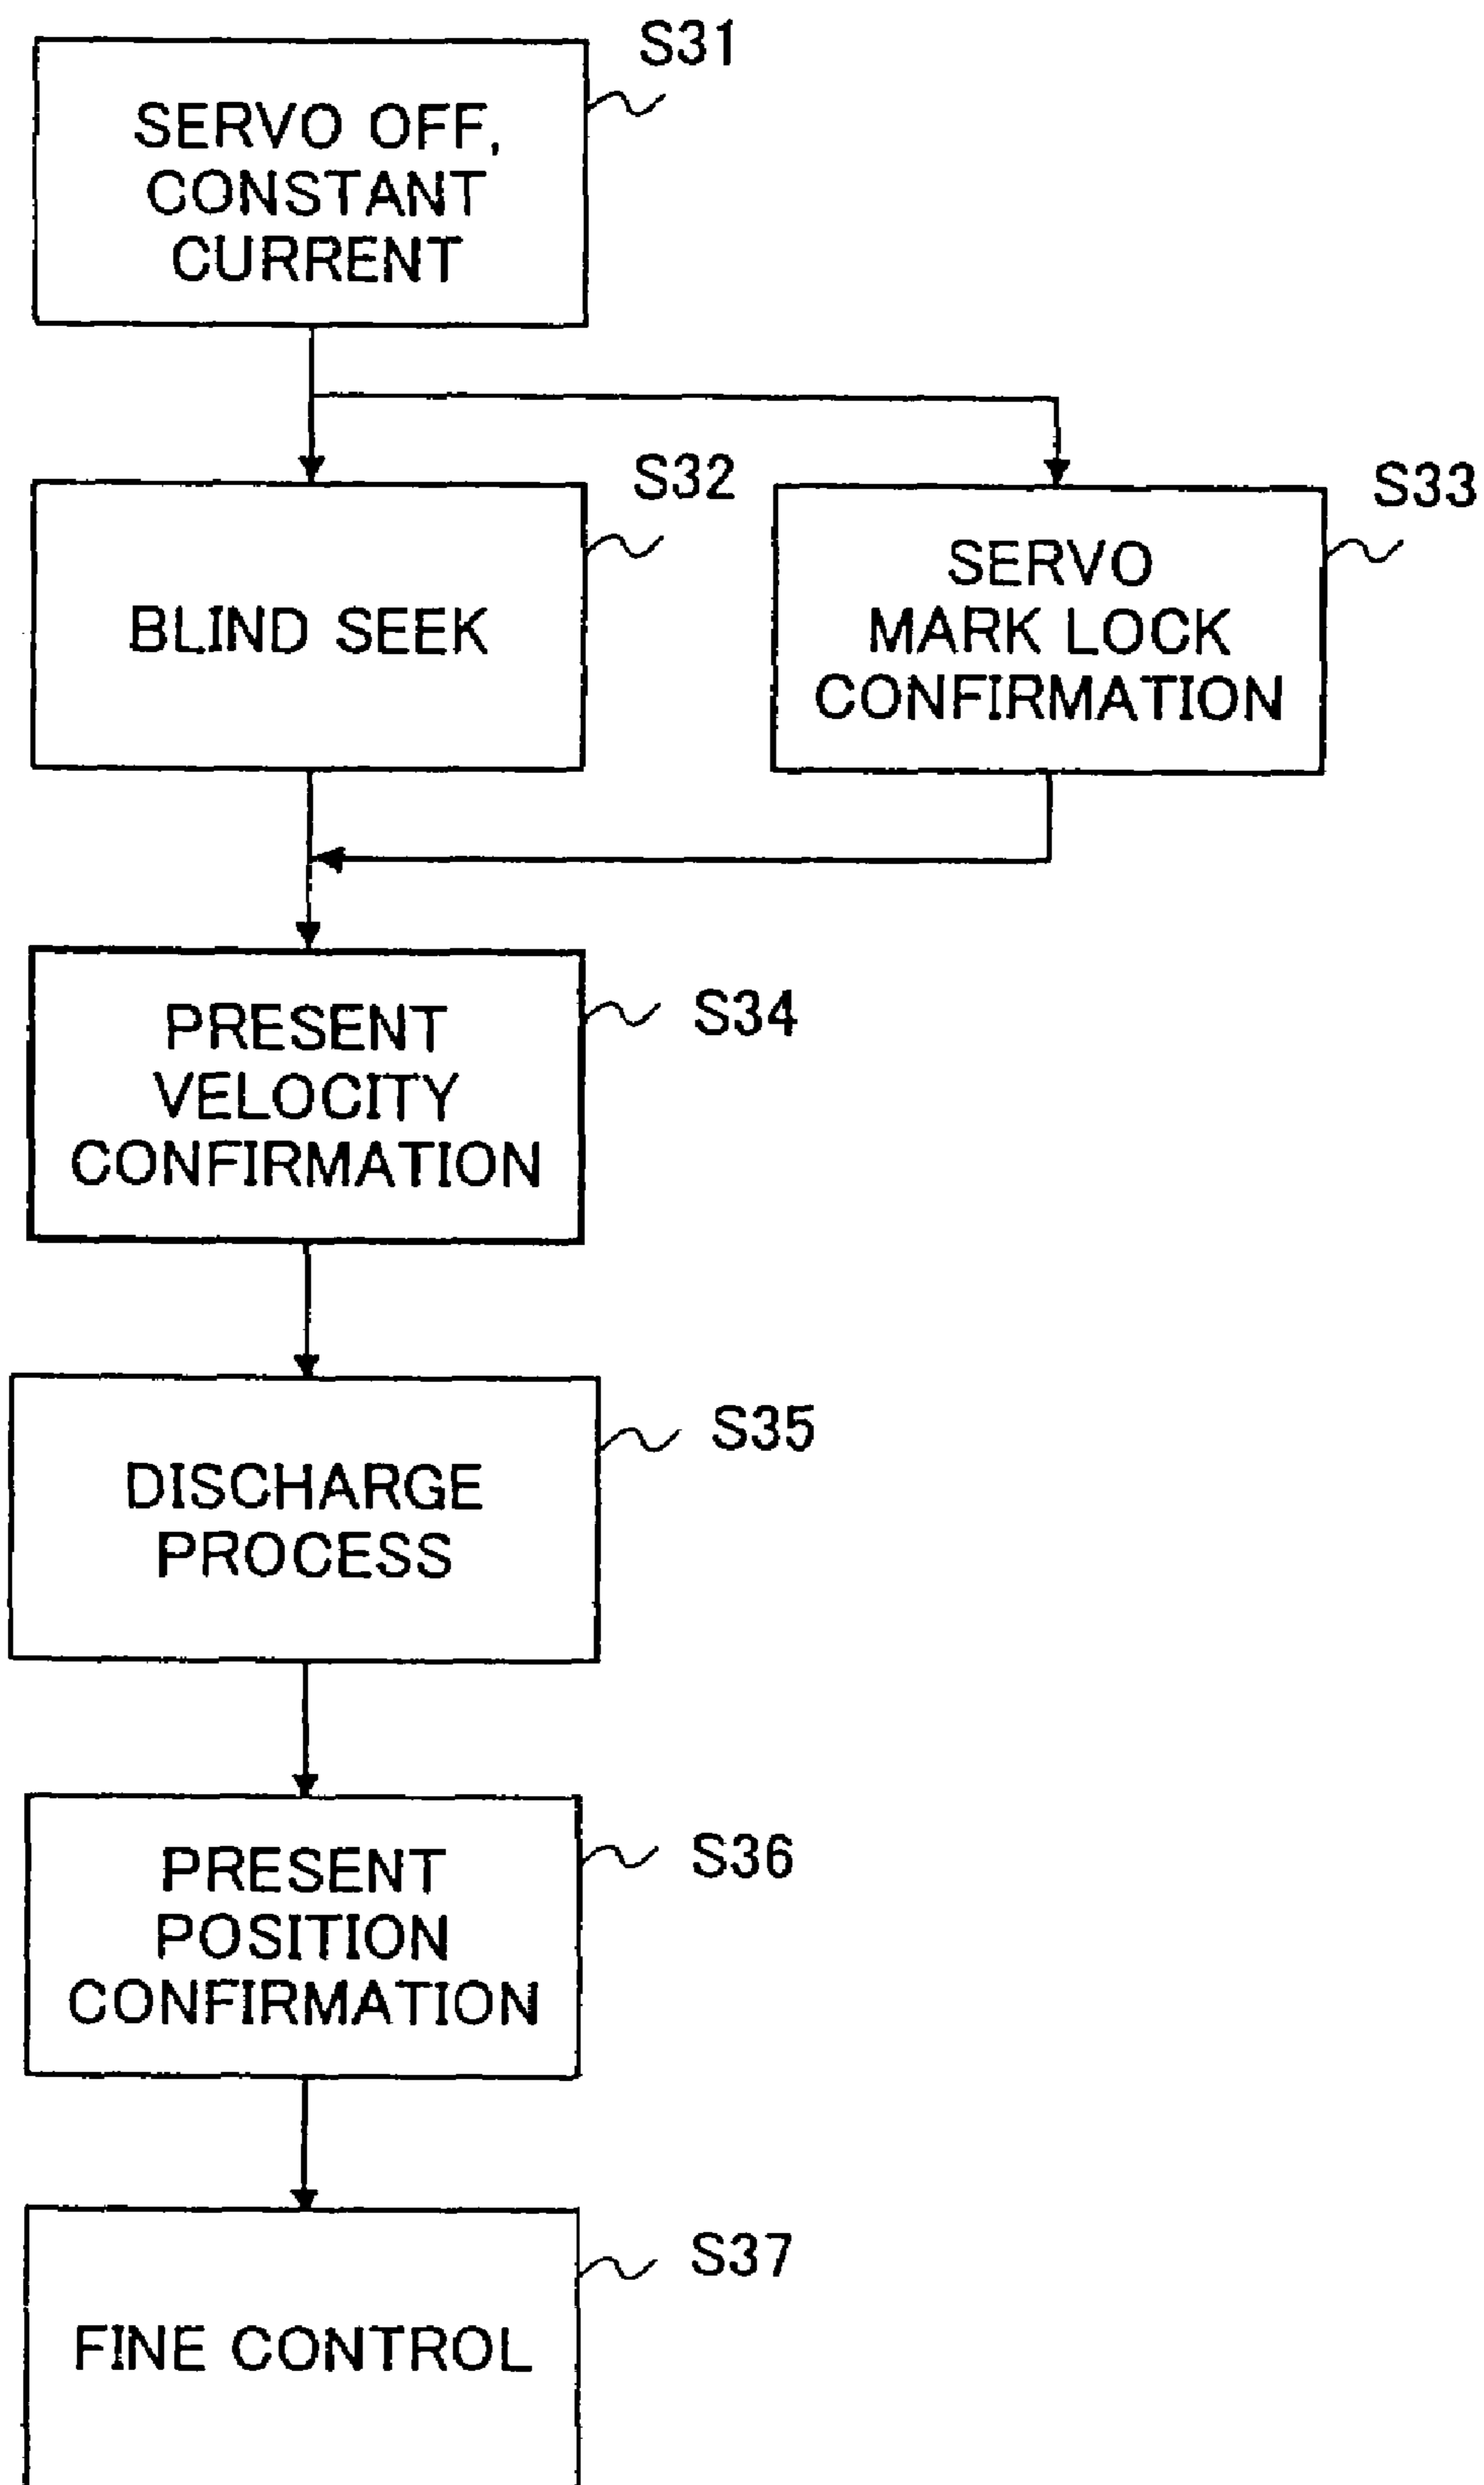 S31
SERVO OFF,
CONSTANT
CURRENT
S32
BLIND SEEK
S33
SERVO
MARK LOCK
CONFIRMATION
S34
PRESENT
VELOCITY
CONFIRMATION
S35
DISCHARGE
PROCESS
S36
PRESENT
POSITION
CONFIRMATION
S37
FINE CONTROL